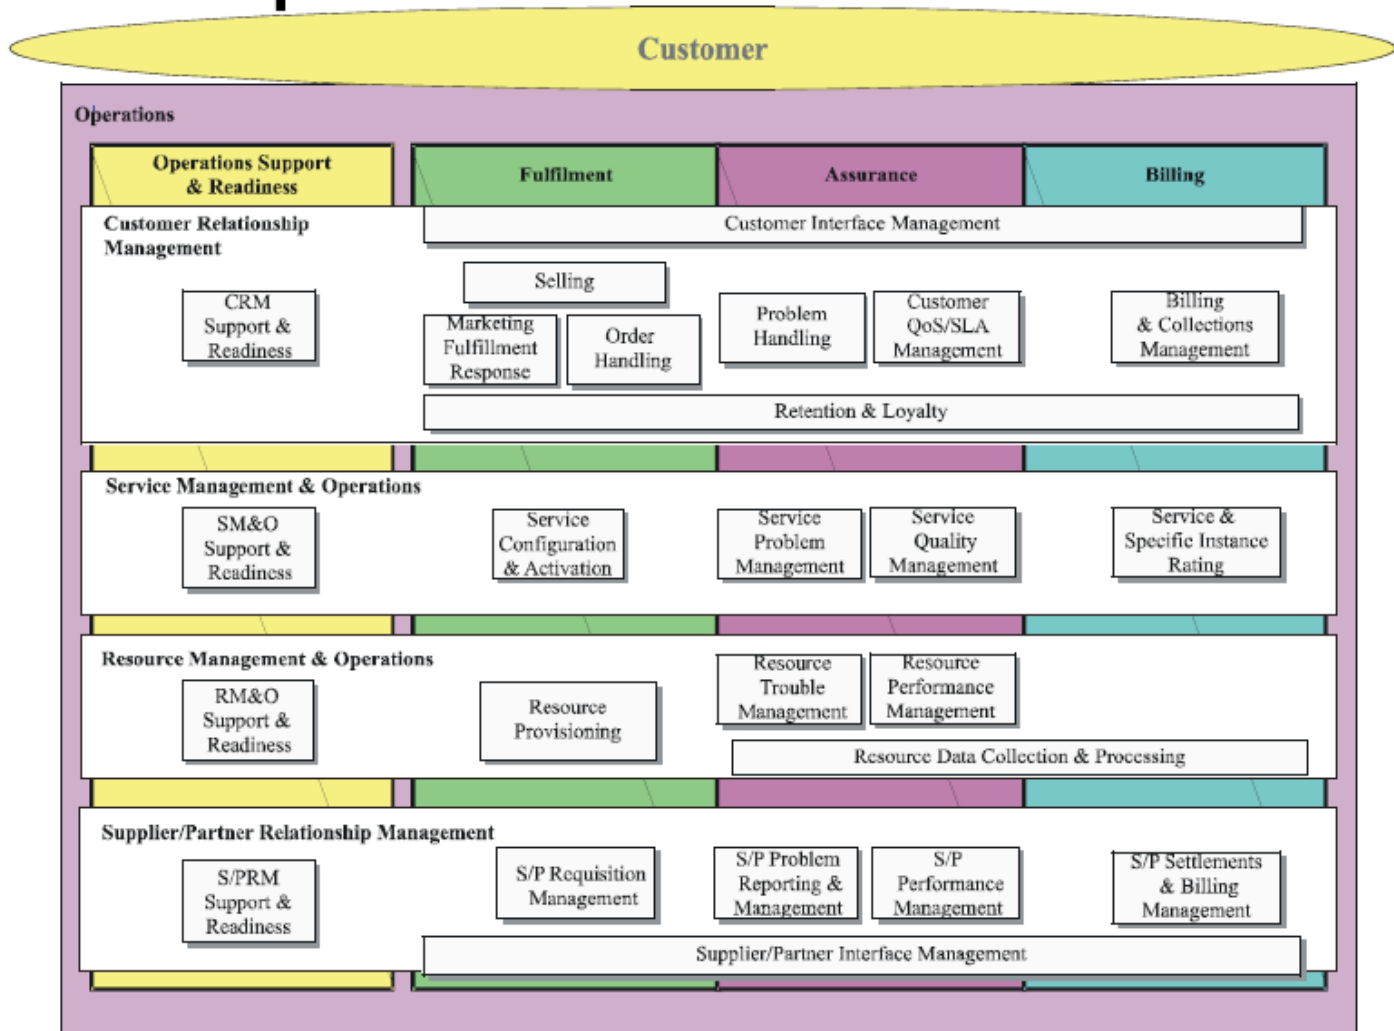 Customer
Operations
Operations Support
& Readiness
Fulfilment
Assurance
Billing
Customer Relationship
Management
Customer Interface Management
CRM
Support &
Readiness
Selling
Marketing
Fulfillment
Response
Order
Handling
Problem
Handling
Customer
QoS/SLA
Management
Billing
& Collections
Management
Retention & Loyalty
Service Management & Operations
SM&O
Support &
Readiness
Service
Configuration
& Activation
Service
Problem
Management
Service
Quality
Management
Service &
Specific Instance
Rating
Resource Management & Operations
RM&O
Support &
Readiness
Resource
Provisioning
Resource
Trouble
Management
Resource
Performance
Management
Resource Data Collection & Processing
Supplier/Partner Relationship Management
S/PRM
Support &
Readiness
S/P Requisition
Management
S/P Problem
Reporting &
Management
S/P
Performance
Management
S/P Settlements
& Billing
Management
Supplier/Partner Interface Management